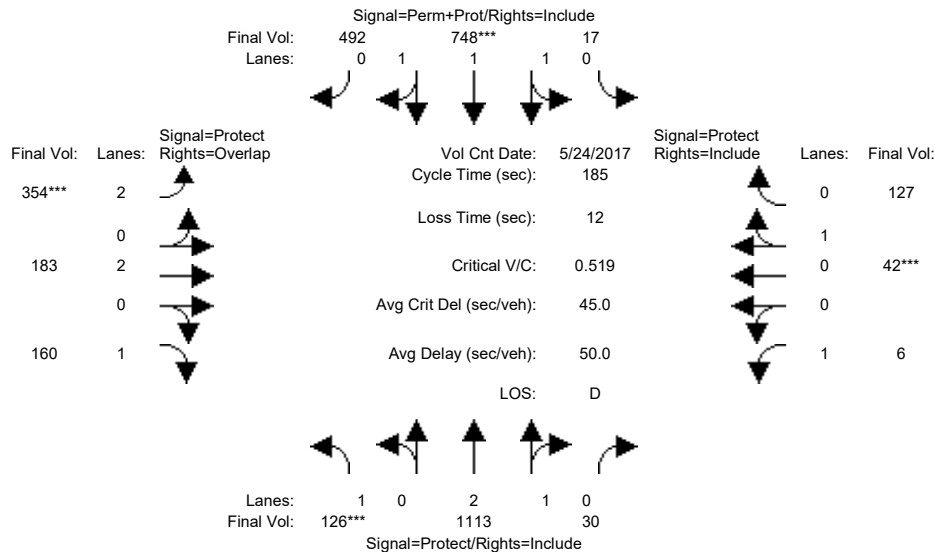 Signal=Perm+Prot/Rights=Include
Final Vol: 492 748*** 17
Lanes: 0 1 1 1 0
Signal=Protect
Final Vol: Lanes: Rights=Overlap
Vol Cnt Date: 5/24/2017
Signal=Protect
Rights=Include Lanes: Final Vol:
Cycle Time (sec): 185
354*** 2
0 127
Loss Time (sec): 12
0
1
183 2
Critical V/C: 0.519
0 42***
0
Avg Crit Del (sec/veh): 45.0
0
160 1
Avg Delay (sec/veh): 50.0
1 6
LOS: D
Lanes: 1 0 2 1 0
Final Vol: 126*** 1113 30
Signal=Protect/Rights=Include